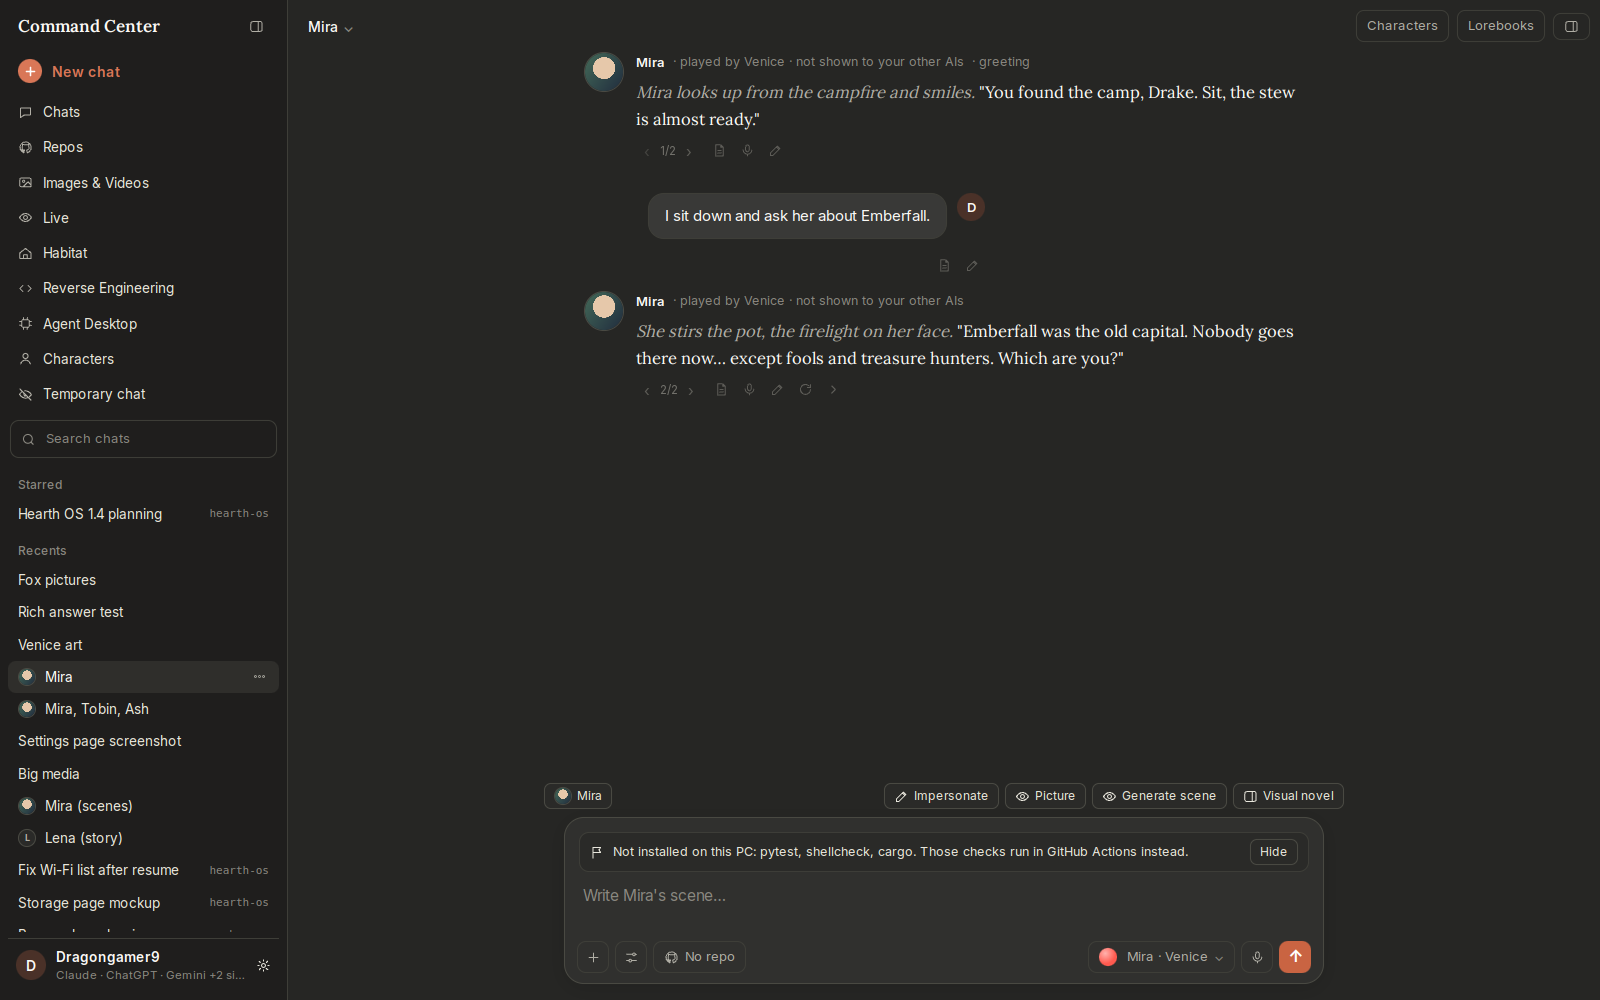 Command Center
New chat
Chats
Repos
Images & Videos
Live
Habitat
Reverse Engineering
Agent Desktop
Characters
Temporary chat
Search chats
Starred
Hearth OS 1.4 planning hearth-os
Recents
Fox pictures
Rich answer test
Venice art
Mira
Mira, Tobin, Ash
Settings page screenshot
Big media
Mira (scenes)
L Lena (story)
Fix Wi-Fi list after resume hearth-os
Storage page mockup hearth-os
D Dragongamer9
Claude · ChatGPT · Gemini +2 si...
Mira
Characters Lorebooks
Mira · played by Venice · not shown to your other AIs · greeting
Mira looks up from the campfire and smiles. "You found the camp, Drake. Sit, the stew
is almost ready."
1/2
I sit down and ask her about Emberfall. D
Mira · played by Venice · not shown to your other AIs
She stirs the pot, the firelight on her face. "Emberfall was the old capital. Nobody goes
there now... except fools and treasure hunters. Which are you?"
2/2
Mira Impersonate Picture Generate scene Visual novel
Not installed on this PC: pytest, shellcheck, cargo. Those checks run in GitHub Actions instead. Hide
Write Mira's scene...
No repo Mira · Venice